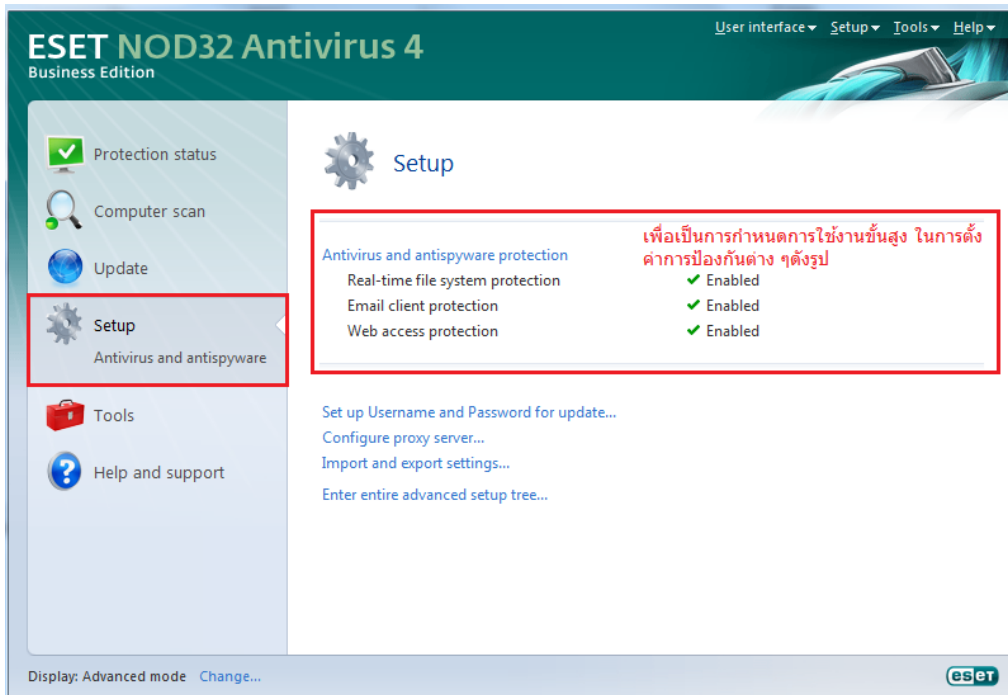 ESET NOD32 Antivirus 4
Business Edition
User interface Setup Tools Help
Protection status
Computer scan
Update
Setup
Antivirus and antispyware
Tools
Help and support
Setup
เพื่อเป็นการกำหนดการใช้งานขั้นสูง ในการตั้ง
ค่าการป้องกันต่าง ๆดังรูป
Antivirus and antispyware protection
Real-time file system protection Enabled
Email client protection Enabled
Web access protection Enabled
Set up Username and Password for update...
Configure proxy server...
Import and export settings...
Enter entire advanced setup tree...
Display: Advanced mode Change...
eset